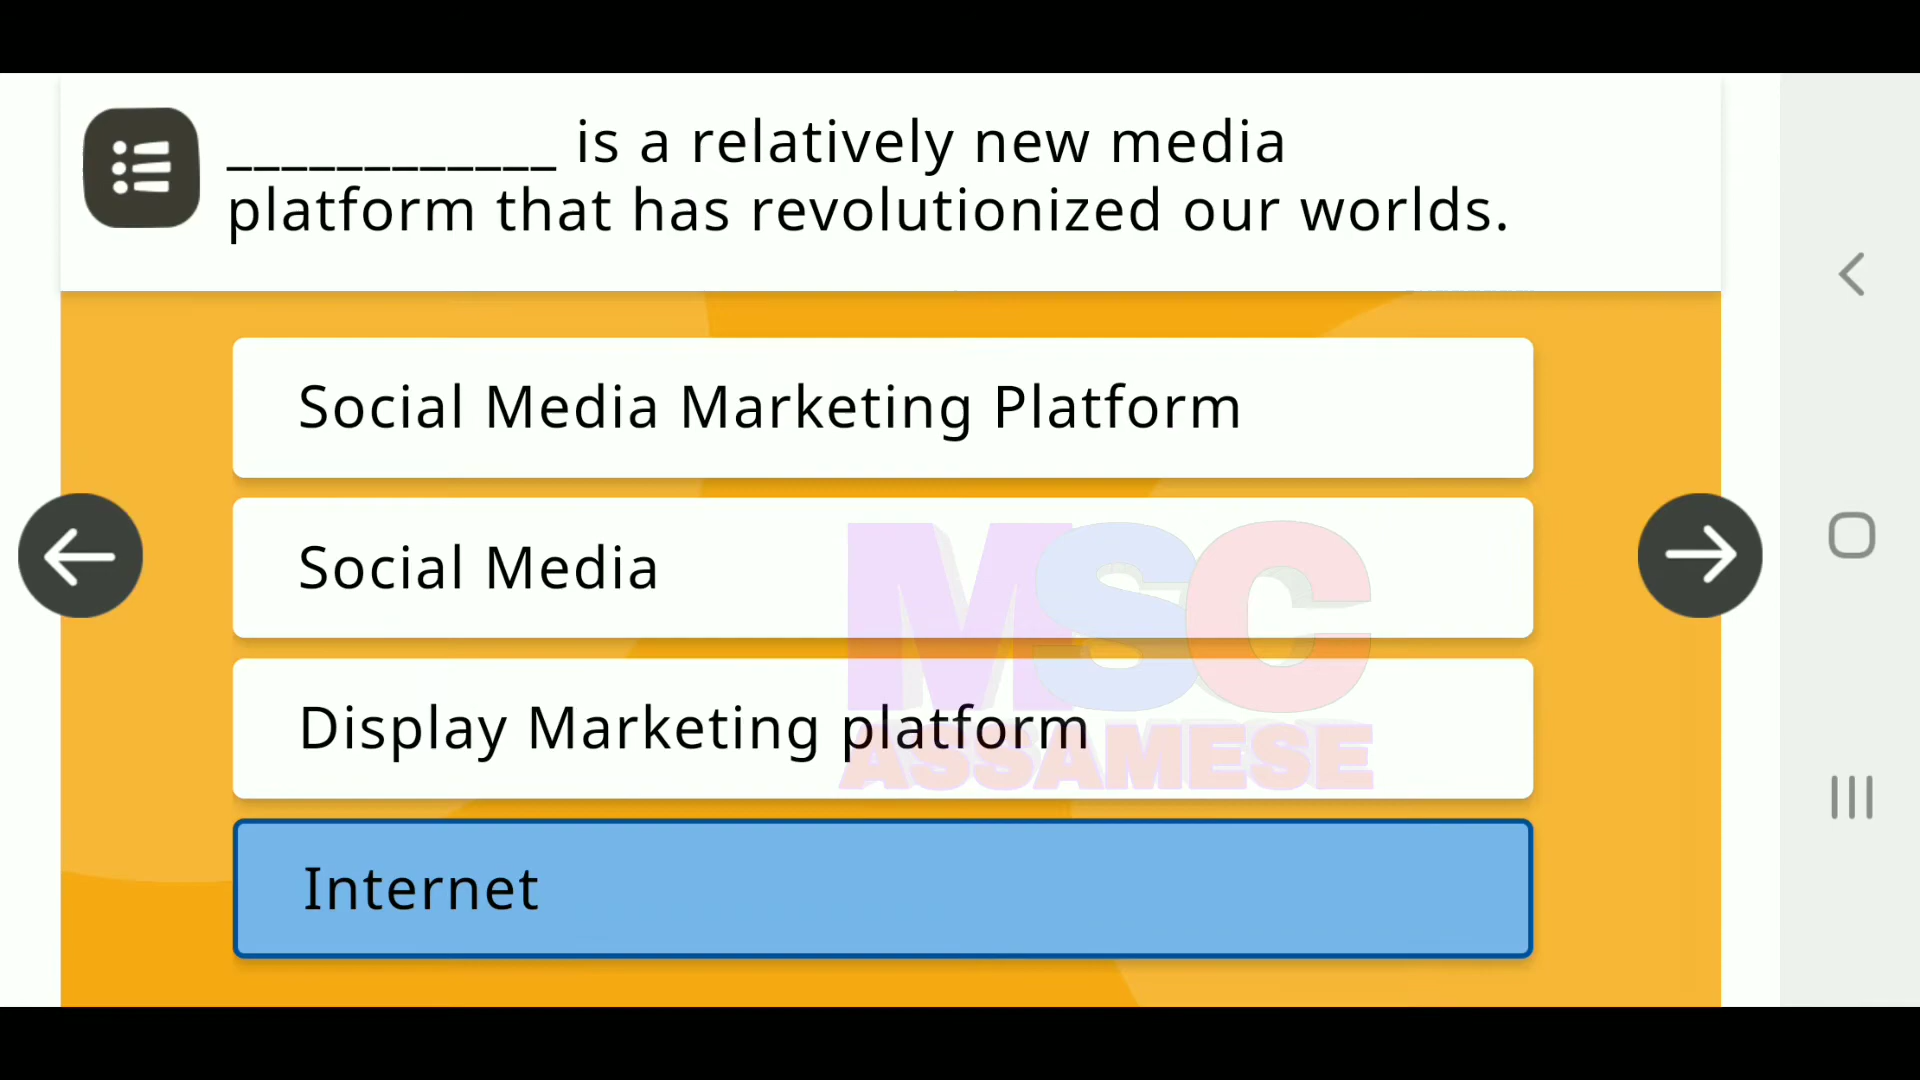 ____________ is a relatively new media
platform that has revolutionized our worlds.
Social Media Marketing Platform
Social Media
Display Marketing platform
Internet
MSC
ASSAMESE